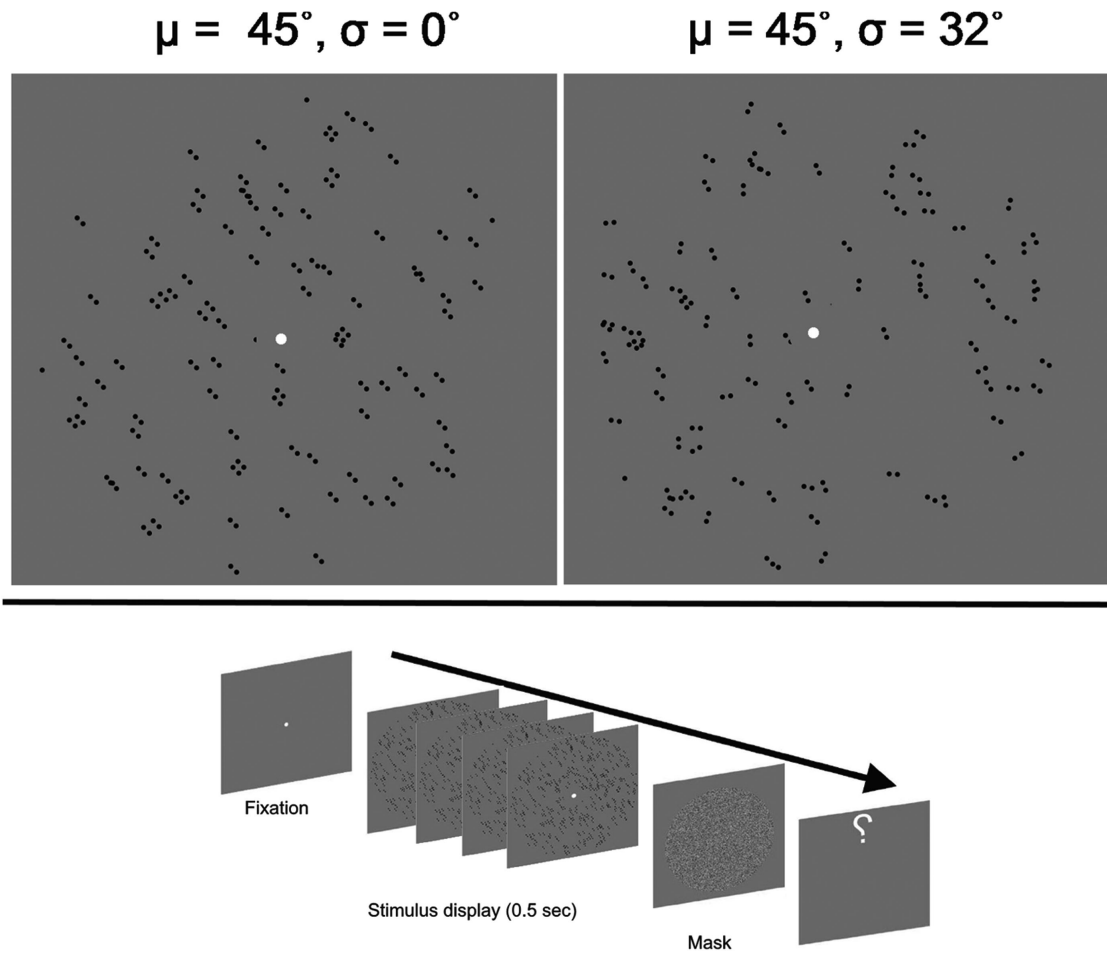 μ = 45°, σ = 0°
μ = 45°, σ = 32°
Fixation
Stimulus display (0.5 sec)
Mask
؟